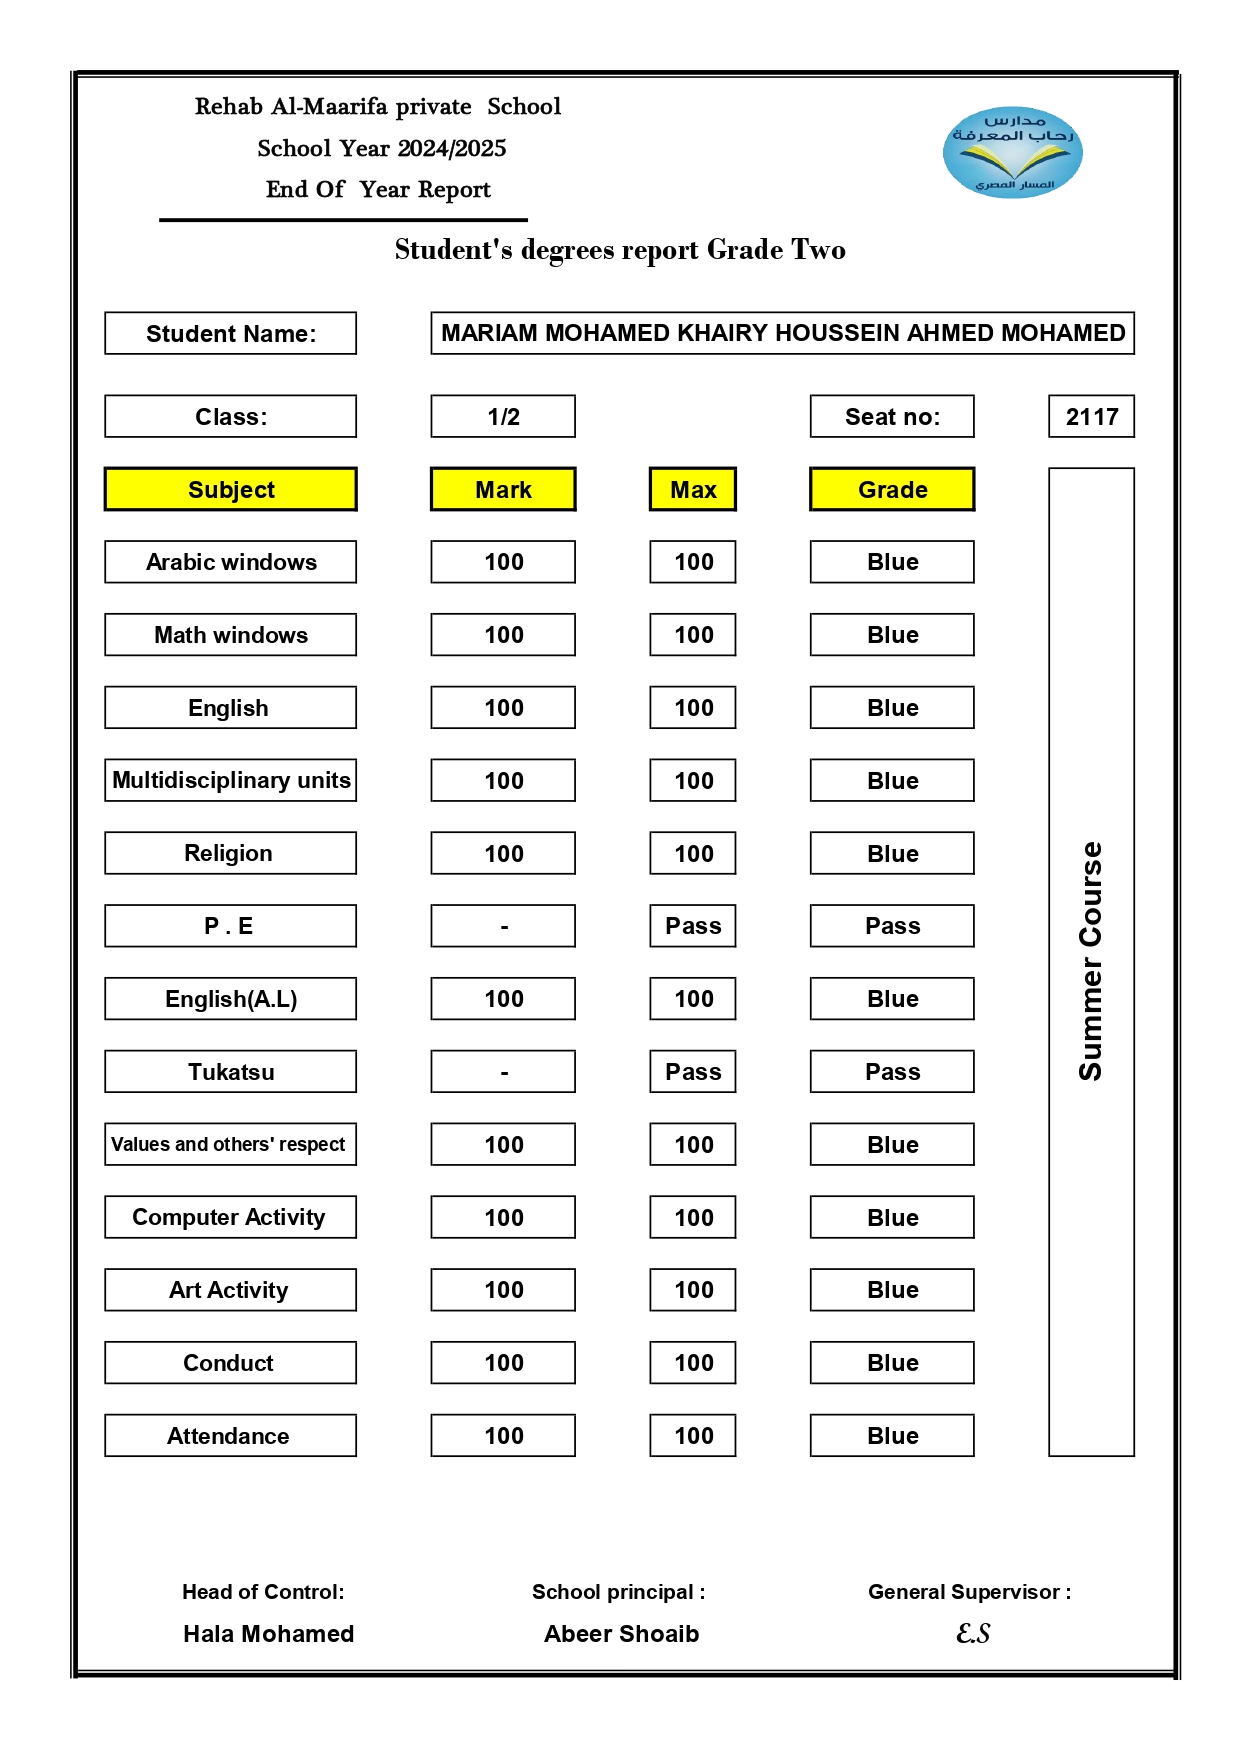 Rehab Al-Maarifa private School
School Year 2024/2025
End Of Year Report
مدارس
رحاب المعرفة
المسار المصري
Student's degrees report Grade Two
Student Name: MARIAM MOHAMED KHAIRY HOUSSEIN AHMED MOHAMED
Class: 1/2 Seat no: 2117
Subject Mark Max Grade
Arabic windows 100 100 Blue
Math windows 100 100 Blue
English 100 100 Blue
Multidisciplinary units 100 100 Blue
Religion 100 100 Blue
P . E - Pass Pass
English(A.L) 100 100 Blue
Tukatsu - Pass Pass
Values and others' respect 100 100 Blue
Computer Activity 100 100 Blue
Art Activity 100 100 Blue
Conduct 100 100 Blue
Attendance 100 100 Blue
Summer Course
Head of Control: School principal : General Supervisor :
Hala Mohamed Abeer Shoaib E.S